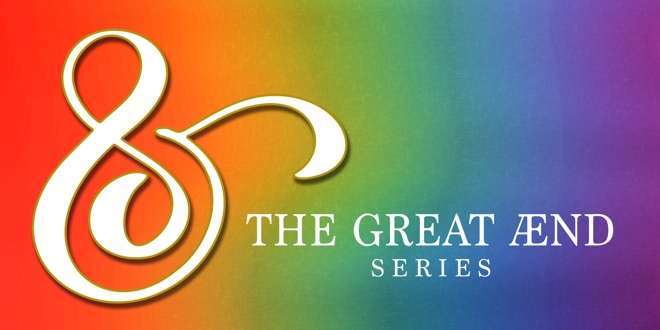 &
THE GREAT ÆND
SERIES